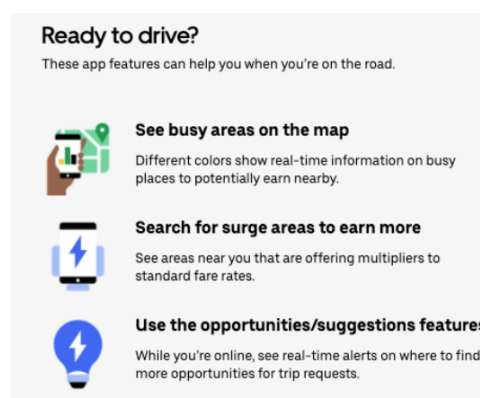 Ready to drive?
These app features can help you when you're on the road.
See busy areas on the map
Different colors show real-time information on busy
places to potentially earn nearby.
Search for surge areas to earn more
See areas near you that are offering multipliers to
standard fare rates.
Use the opportunities/suggestions features
While you're online, see real-time alerts on where to find
more opportunities for trip requests.